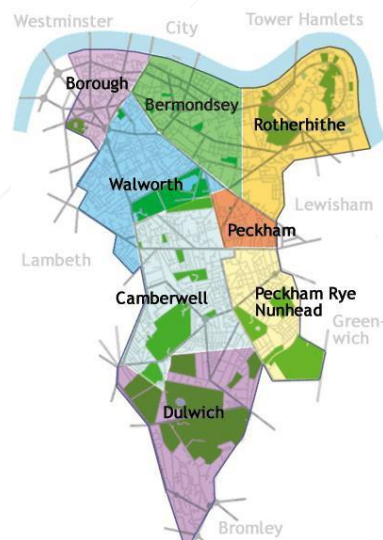 Westminster
City
Tower Hamlets
Borough
Bermondsey
Rotherhithe
Walworth
Lewisham
Peckham
Lambeth
Camberwell
Peckham Rye
Nunhead
Green-
wich
Dulwich
Bromley